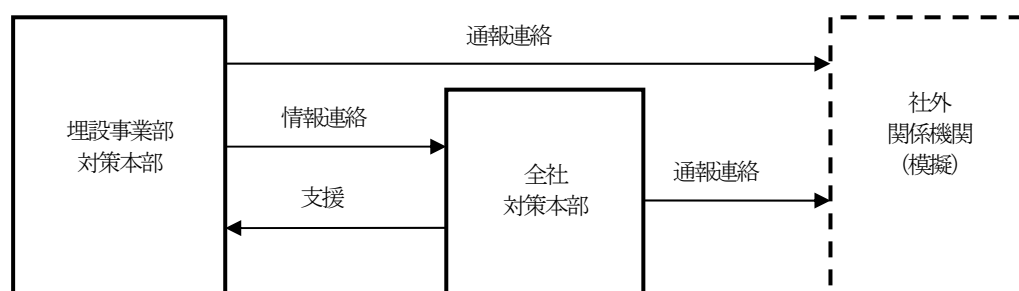 通報連絡
情報連絡
埋設事業部
対策本部
支援
全社
対策本部
通報連絡
社外
関係機関
(模擬)